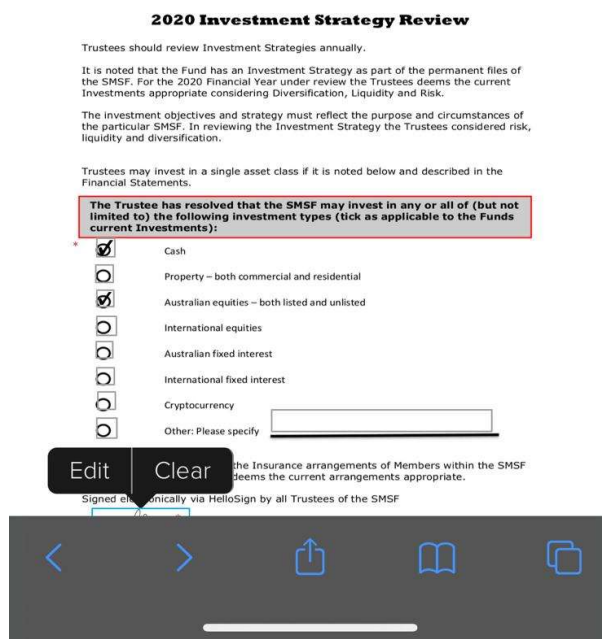 2020 Investment Strategy Review
Trustees should review Investment Strategies annually.
It is noted that the Fund has an Investment Strategy as part of the permanent files of
the SMSF. For the 2020 Financial Year under review the Trustees deems the current
Investments appropriate considering Diversification, Liquidity and Risk.
The investment objectives and strategy must reflect the purpose and circumstances of
the particular SMSF. In reviewing the Investment Strategy the Trustees considered risk,
liquidity and diversification.
Trustees may invest in a single asset class if it is noted below and described in the
Financial Statements.
The Trustee has resolved that the SMSF may invest in any or all of (but not
limited to) the following investment types (tick as applicable to the Funds
current Investments):
* Cash
Property – both commercial and residential
Australian equities – both listed and unlisted
International equities
Australian fixed interest
International fixed interest
Cryptocurrency
Other: Please specify
Edit Clear
the Insurance arrangements of Members within the SMSF
deems the current arrangements appropriate.
Signed via HelloSign by all Trustees of the SMSF